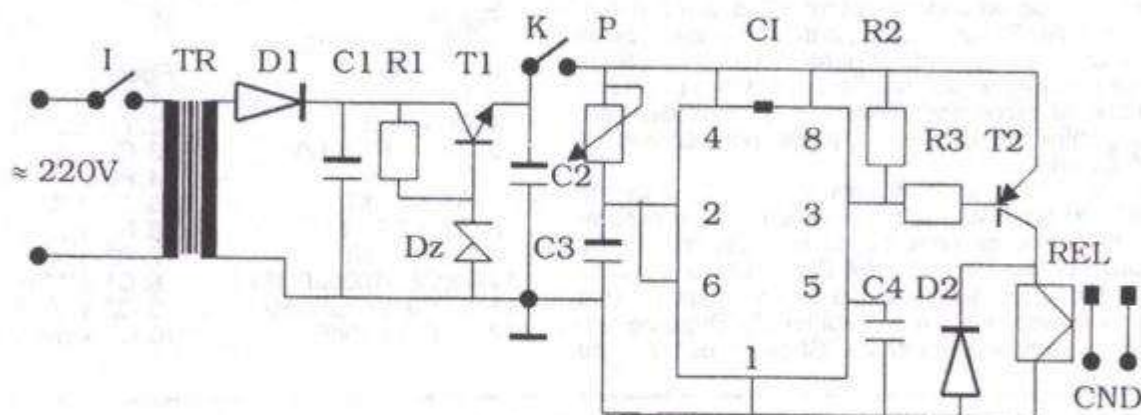 I TR D1 C1 R1 T1 K P CI R2
≈ 220V
4 8
R3 T2
C2
2 3
Dz C3
REL
6 5 C4 D2
1
CND